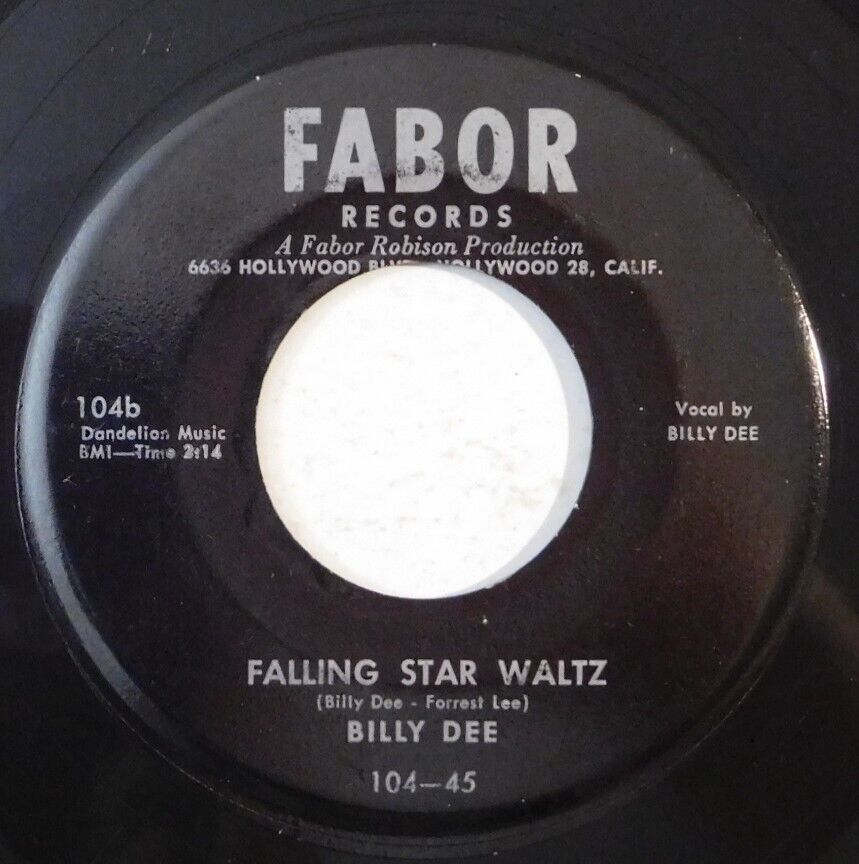 FABOR
RECORDS
A Fabor Robison Production
6636 HOLLYWOOD BLVD., HOLLYWOOD 28, CALIF.
104b
Dandelion Music
BMI—Time 2:14
Vocal by
BILLY DEE
FALLING STAR WALTZ
(Billy Dee - Forrest Lee)
BILLY DEE
104—45